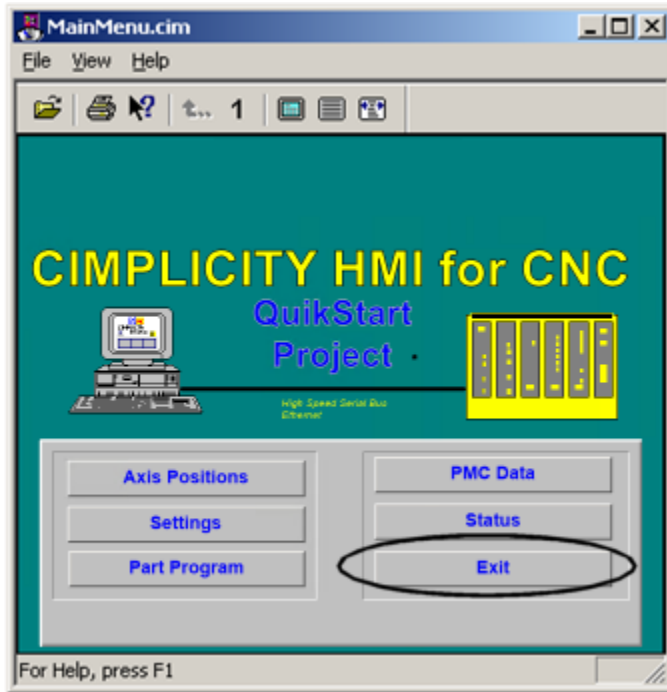 MainMenu.cim
File View Help
1
CIMPLICITY HMI for CNC
QuikStart
Project
High Speed Serial Bus
Ethernet
Axis Positions
PMC Data
Settings
Status
Part Program
Exit
For Help, press F1